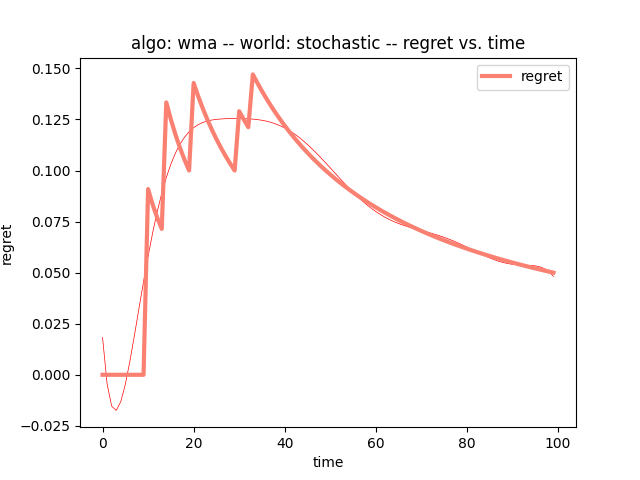 algo: wma -- world: stochastic -- regret vs. time
regret
0.150
0.125
0.100
0.075
0.050
0.025
0.000
−0.025
regret
0 20 40 60 80 100
time